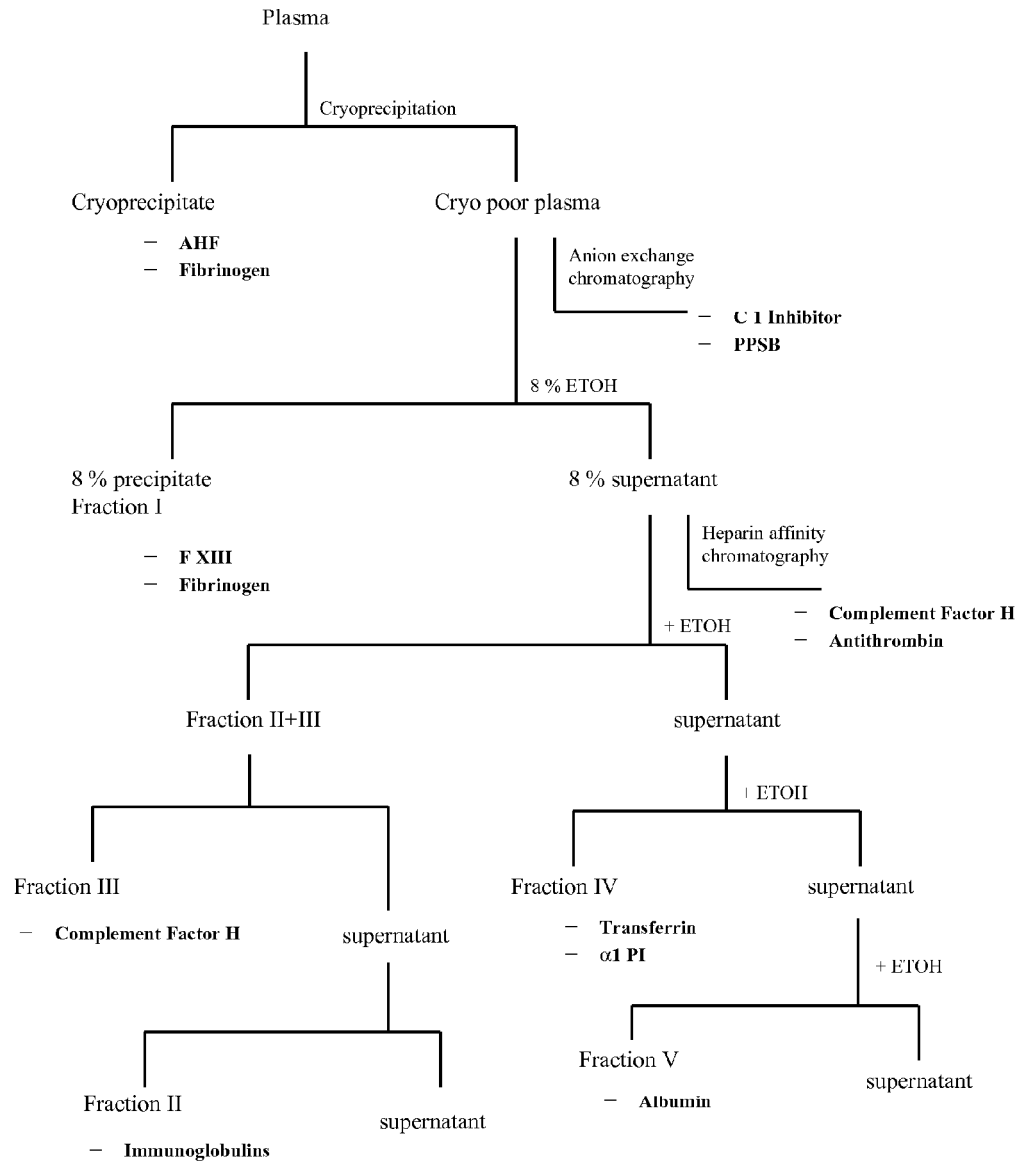 Plasma
Cryoprecipitation
Cryoprecipitate
Cryo poor plasma
– AHF
– Fibrinogen
Anion exchange
chromatography
– C 1 Inhibitor
– PPSB
8 % ETOH
8 % precipitate
Fraction I
8 % supernatant
– F XIII
– Fibrinogen
Heparin affinity
chromatography
– Complement Factor H
– Antithrombin
+ ETOH
Fraction II+III
supernatant
+ ETOH
Fraction III
– Complement Factor H
supernatant
Fraction IV
– Transferrin
– α1 PI
supernatant
+ ETOH
Fraction II
– Immunoglobulins
supernatant
Fraction V
– Albumin
supernatant